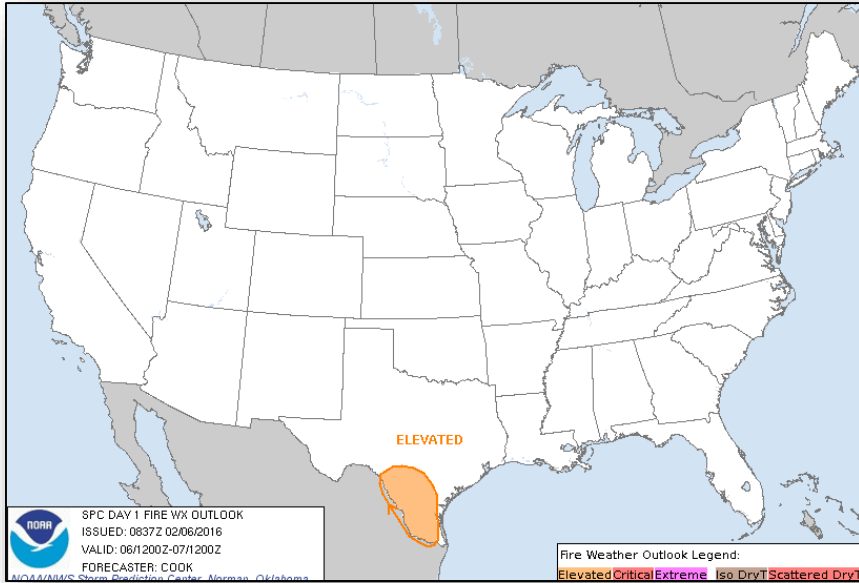 ELEVATED
NOAA
SPC DAY 1 FIRE WX OUTLOOK
ISSUED: 0837Z 02/06/2016
VALID: 06/1200Z-07/1200Z
FORECASTER: COOK
NOAA/NWS Storm Prediction Center, Norman, Oklahoma
Fire Weather Outlook Legend:
Elevated Critical Extreme Iso DryT Scattered DryT